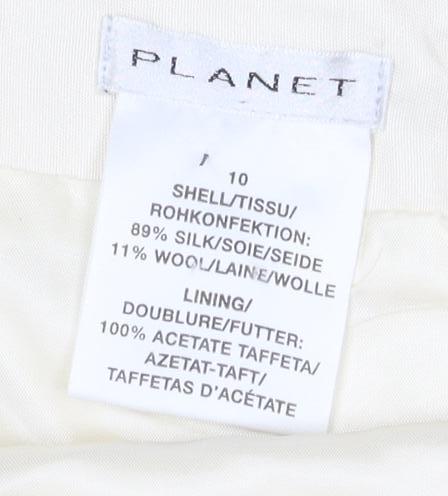 PLANET
10
SHELL/TISSU/
ROHKONFEKTION:
89% SILK/SOIE/SEIDE
11% WOOL/LAINE/WOLLE
LINING/
DOUBLURE/FUTTER:
100% ACETATE TAFFETA/
AZETAT-TAFT/
TAFFETAS D'ACÉTATE